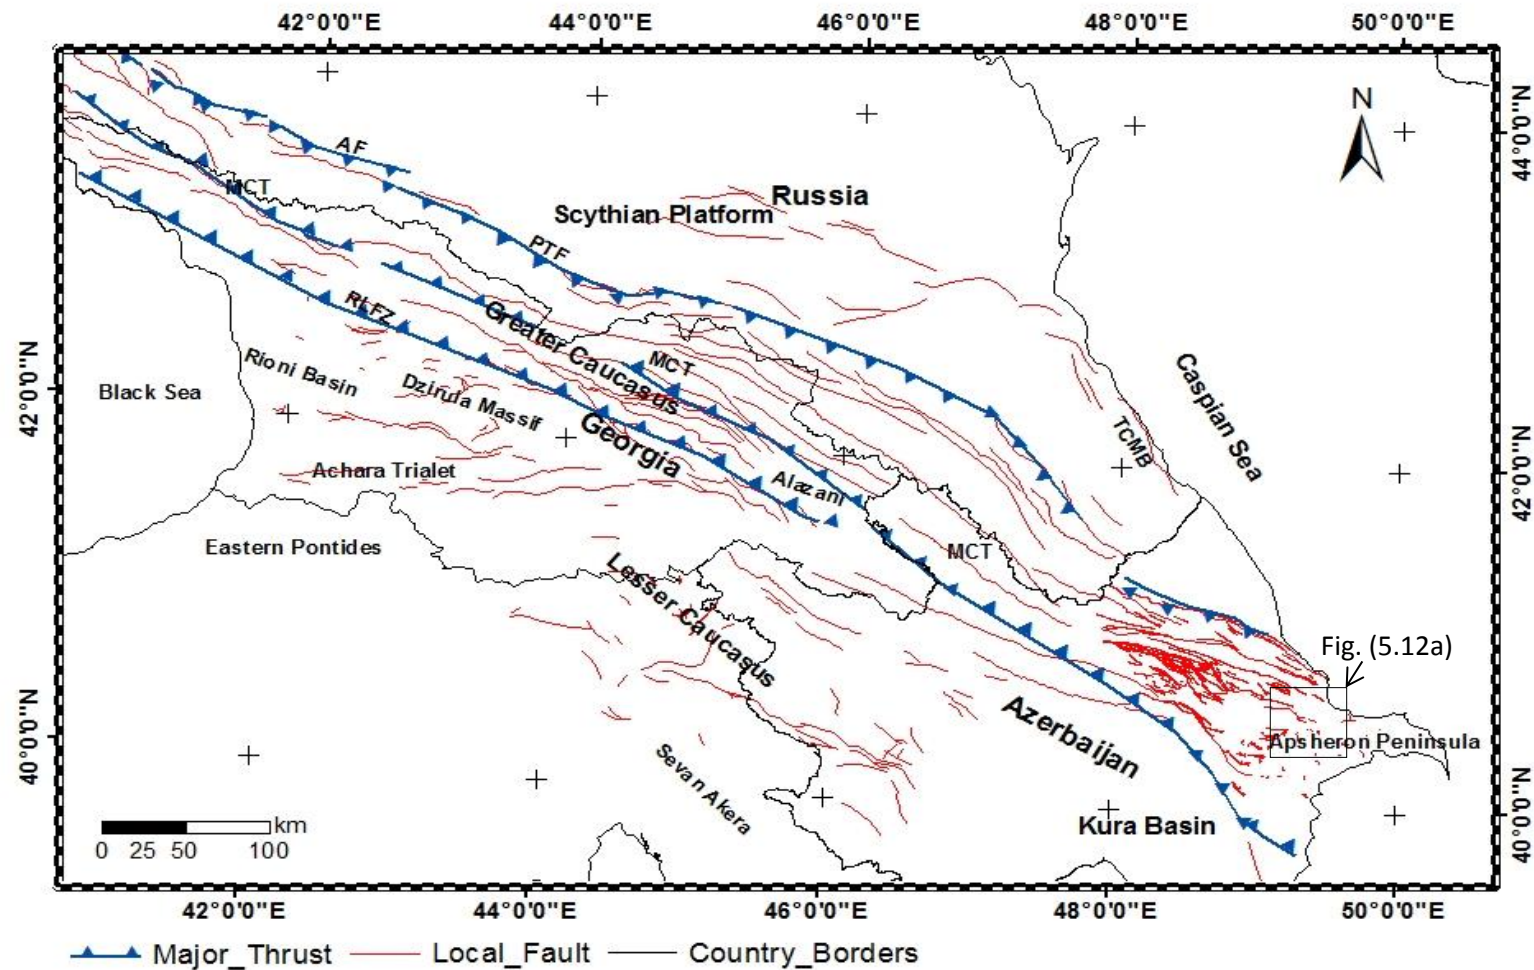 42°0'0"E 44°0'0"E 46°0'0"E 48°0'0"E 50°0'0"E
N
44°0'0"N
AF
MCT
Russia
Scythian Platform
PTF
RLFZ
Greater Caucasus
MCT
Rioni Basin
Dzirula Massif
Black Sea
Georgia
Caspian Sea
TCMB
42°0'0"N
42°0'0"N
Achara Trialet
Alazani
Eastern Pontides
MCT
Lesser Caucasus
Fig. (5.12a)
Azerbaijan
Apsheron Peninsula
40°0'0"N
Sevan Akera
Kura Basin
40°0'0"N
km
0 25 50 100
42°0'0"E 44°0'0"E 46°0'0"E 48°0'0"E 50°0'0"E
Major_Thrust Local_Fault Country_Borders